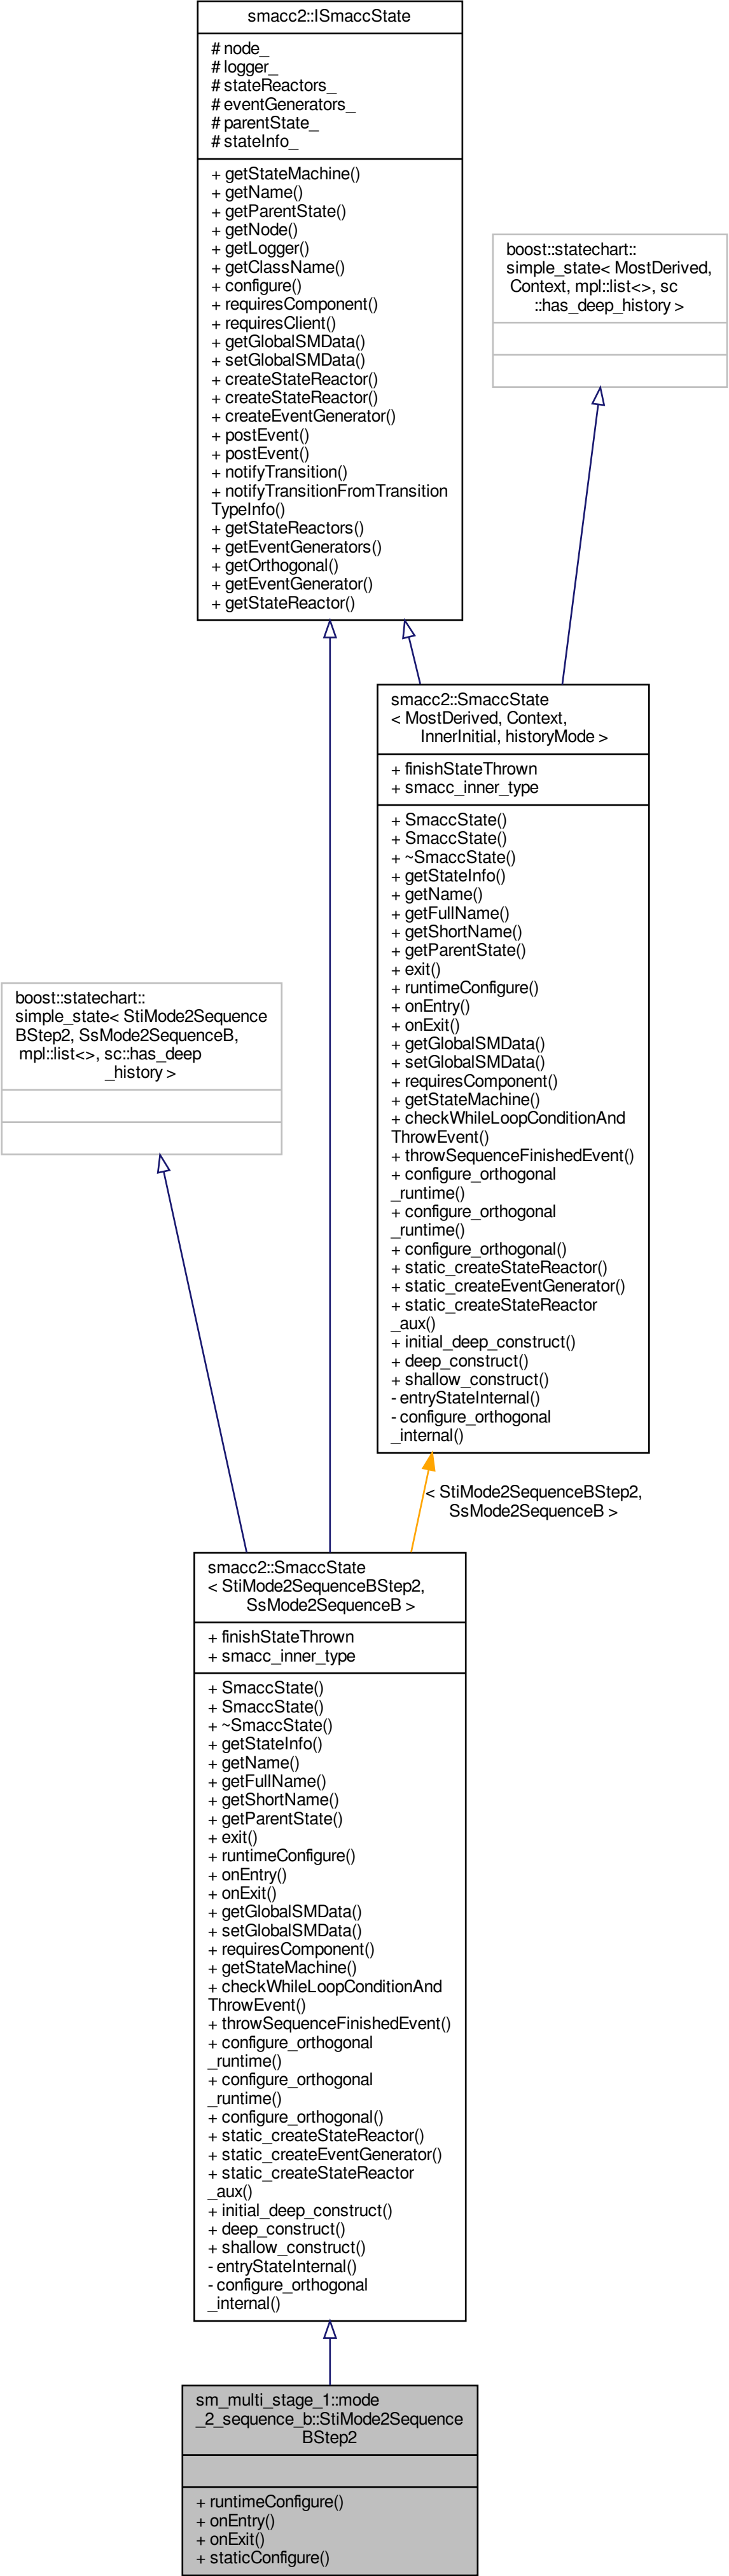 smacc2::ISmaccState
# node_
# logger_
# stateReactors_
# eventGenerators_
# parentState_
# stateInfo_
+ getStateMachine()
+ getName()
+ getParentState()
+ getNode()
+ getLogger()
+ getClassName()
+ configure()
+ requiresComponent()
+ requiresClient()
+ getGlobalSMData()
+ setGlobalSMData()
+ createStateReactor()
+ createStateReactor()
+ createEventGenerator()
+ postEvent()
+ postEvent()
+ notifyTransition()
+ notifyTransitionFromTransition
TypeInfo()
+ getStateReactors()
+ getEventGenerators()
+ getOrthogonal()
+ getEventGenerator()
+ getStateReactor()
boost::statechart::
simple_state< MostDerived,
Context, mpl::list<>, sc
::has_deep_history >
smacc2::SmaccState
< MostDerived, Context,
InnerInitial, historyMode >
+ finishStateThrown
+ smacc_inner_type
+ SmaccState()
+ SmaccState()
+ ~SmaccState()
+ getStateInfo()
+ getName()
+ getFullName()
+ getShortName()
+ getParentState()
+ exit()
+ runtimeConfigure()
+ onEntry()
+ onExit()
+ getGlobalSMData()
+ setGlobalSMData()
+ requiresComponent()
+ getStateMachine()
+ checkWhileLoopConditionAnd
ThrowEvent()
+ throwSequenceFinishedEvent()
+ configure_orthogonal
_runtime()
+ configure_orthogonal
_runtime()
+ configure_orthogonal()
+ static_createStateReactor()
+ static_createEventGenerator()
+ static_createStateReactor
_aux()
+ initial_deep_construct()
+ deep_construct()
+ shallow_construct()
- entryStateInternal()
- configure_orthogonal
_internal()
boost::statechart::
simple_state< StiMode2Sequence
BStep2, SsMode2SequenceB,
mpl::list<>, sc::has_deep
_history >
< StiMode2SequenceBStep2,
SsMode2SequenceB >
smacc2::SmaccState
< StiMode2SequenceBStep2,
SsMode2SequenceB >
+ finishStateThrown
+ smacc_inner_type
+ SmaccState()
+ SmaccState()
+ ~SmaccState()
+ getStateInfo()
+ getName()
+ getFullName()
+ getShortName()
+ getParentState()
+ exit()
+ runtimeConfigure()
+ onEntry()
+ onExit()
+ getGlobalSMData()
+ setGlobalSMData()
+ requiresComponent()
+ getStateMachine()
+ checkWhileLoopConditionAnd
ThrowEvent()
+ throwSequenceFinishedEvent()
+ configure_orthogonal
_runtime()
+ configure_orthogonal
_runtime()
+ configure_orthogonal()
+ static_createStateReactor()
+ static_createEventGenerator()
+ static_createStateReactor
_aux()
+ initial_deep_construct()
+ deep_construct()
+ shallow_construct()
- entryStateInternal()
- configure_orthogonal
_internal()
sm_multi_stage_1::mode
_2_sequence_b::StiMode2Sequence
BStep2
+ runtimeConfigure()
+ onEntry()
+ onExit()
+ staticConfigure()